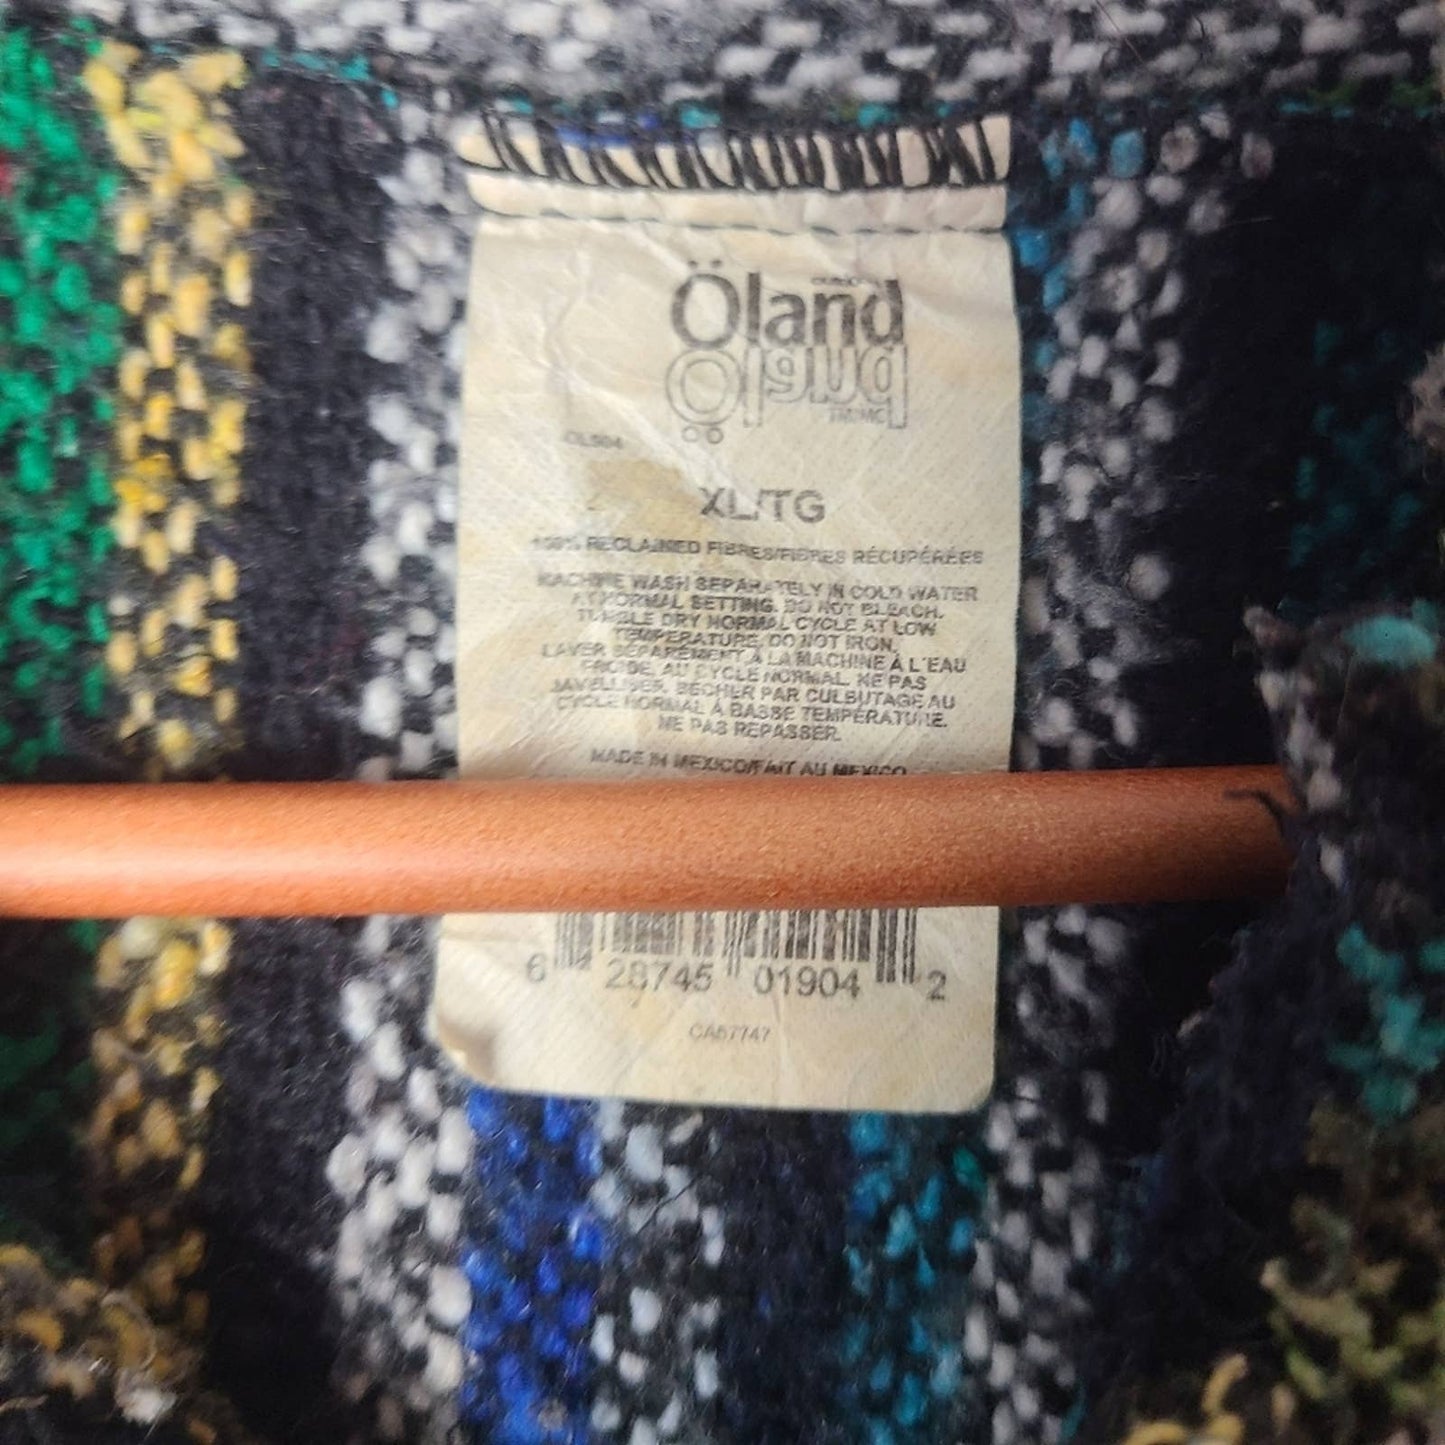 Öland
Öland
TM/MC
OL904
XL/TG
100% RECLAIMED FIBRES/FIBRES RÉCUPÉRÉES
MACHINE WASH SEPARATELY IN COLD WATER
AT NORMAL SETTING. DO NOT BLEACH.
TUMBLE DRY NORMAL CYCLE AT LOW
TEMPERATURE. DO NOT IRON.
LAVER SÉPARÉMENT À LA MACHINE À L'EAU
FROIDE, AU CYCLE NORMAL. NE PAS
JAVELLISER. SÉCHER PAR CULBUTAGE AU
CYCLE NORMAL À BASSE TEMPÉRATURE.
NE PAS REPASSER.
MADE IN MEXICO/FAIT AU MEXICO
6 28745 01904 2
CA57747